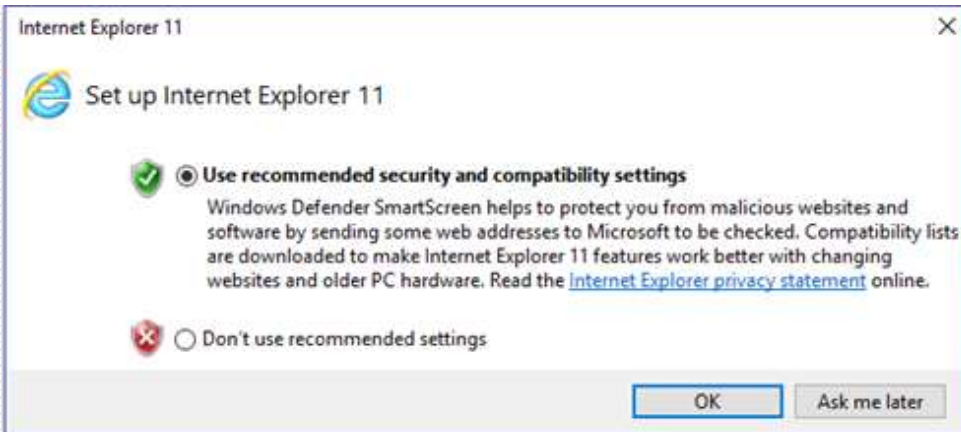 Internet Explorer 11
Set up Internet Explorer 11
Use recommended security and compatibility settings
Windows Defender SmartScreen helps to protect you from malicious websites and
software by sending some web addresses to Microsoft to be checked. Compatibility lists
are downloaded to make Internet Explorer 11 features work better with changing
websites and older PC hardware. Read the Internet Explorer privacy statement online.
Don't use recommended settings
OK Ask me later